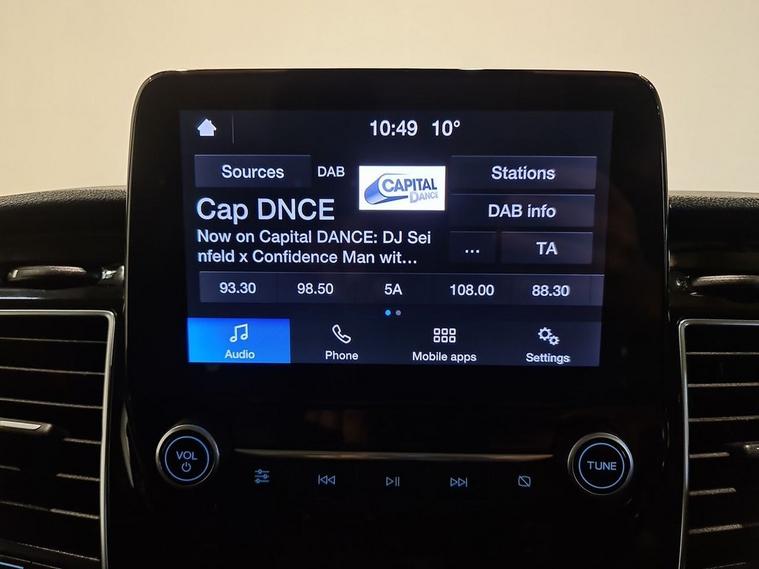 10:49 10°
Sources DAB CAPITAL DANCE Stations
Cap DNCE
DAB info
Now on Capital DANCE: DJ Sei
nfeld x Confidence Man wit...
... TA
93.30 98.50 5A 108.00 88.30
Audio Phone Mobile apps Settings
VOL
TUNE